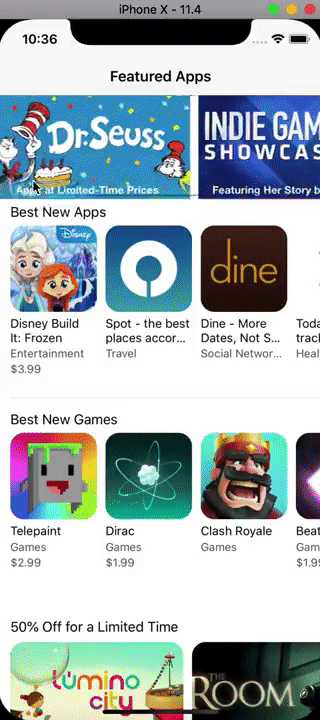 iPhone X - 11.4
10:36
Featured Apps
Dr.Seuss
Apps at Limited-Time Prices
INDIE GAM
SHOWCAS
Featuring Her Story b
Best New Apps
Disney
Disney Build
It: Frozen
Entertainment
$3.99
Spot - the best
places accor...
Travel
dine
Dine - More
Dates, Not S...
Social Networ...
Toda
track
Heal
Best New Games
Telepaint
Games
$2.99
Dirac
Games
$1.99
Clash Royale
Games
Beat
Gam
$1.99
50% Off for a Limited Time
lumino
city
THE
ROOM